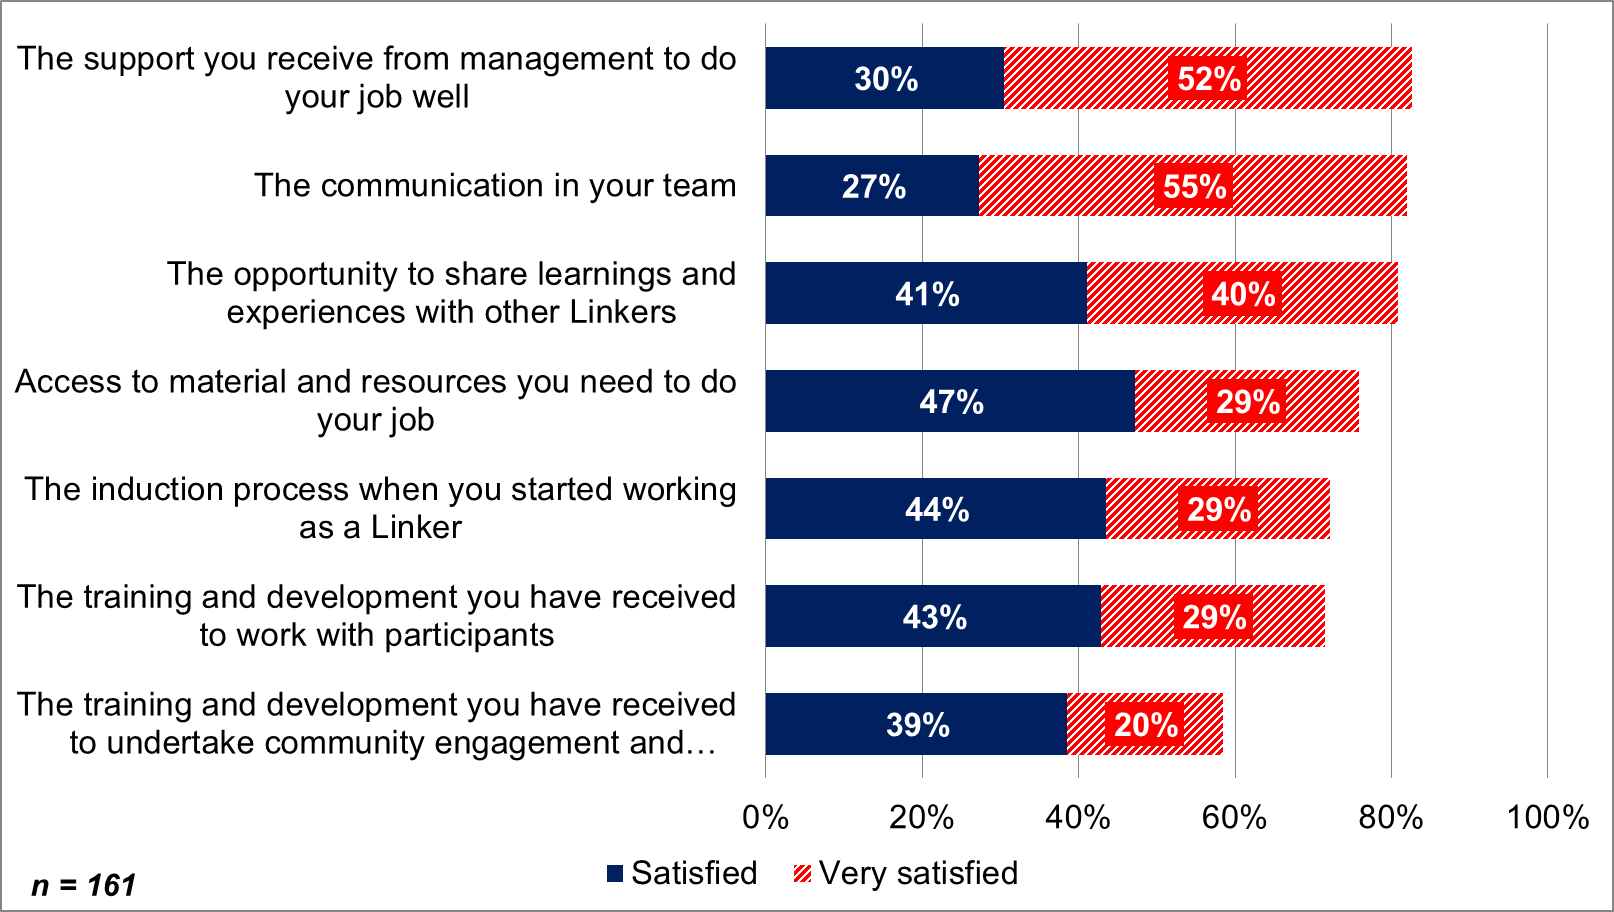 The support you receive from management to do
your job well
30%
52%
The communication in your team
27%
55%
The opportunity to share learnings and
experiences with other Linkers
41%
40%
Access to material and resources you need to do
your job
47%
29%
The induction process when you started working
as a Linker
44%
29%
The training and development you have received
to work with participants
43%
29%
The training and development you have received
to undertake community engagement and…
39%
20%
0%
20%
40%
60%
80%
100%
Satisfied
Very satisfied
n = 161